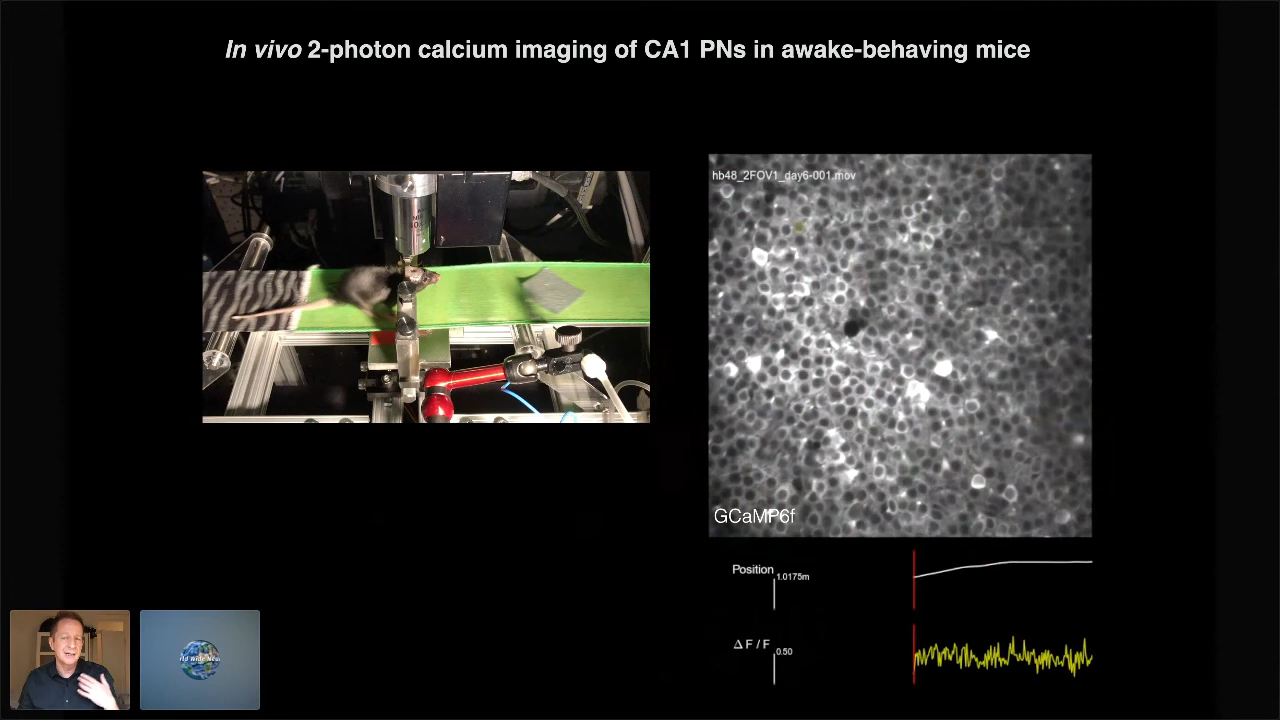 In vivo 2-photon calcium imaging of CA1 PNs in awake-behaving mice
hb48_2FOV1_day6-001.mov
GCaMP6f
Position
1.0175m
Δ F / F
0.50